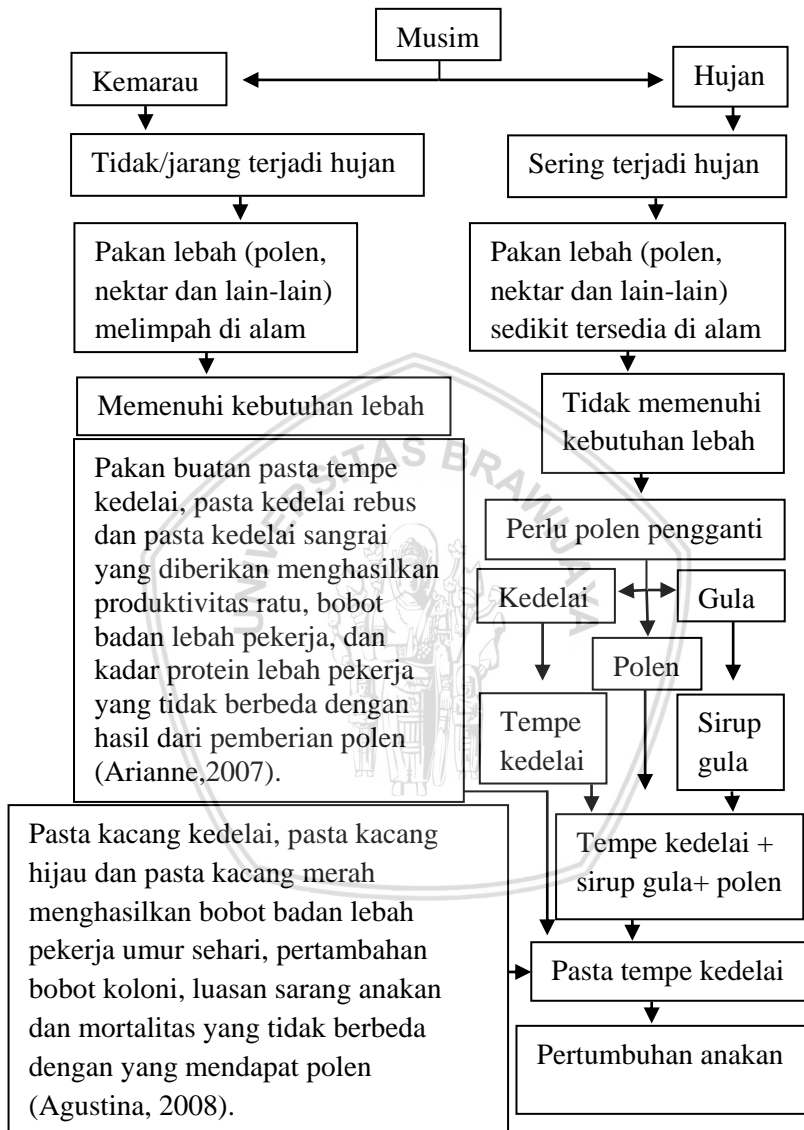 Musim
Kemarau
Hujan
Tidak/jarang terjadi hujan
Sering terjadi hujan
Pakan lebah (polen,
nektar dan lain-lain)
melimpah di alam
Pakan lebah (polen,
nektar dan lain-lain)
sedikit tersedia di alam
Memenuhi kebutuhan lebah
Tidak memenuhi
kebutuhan lebah
Pakan buatan pasta tempe
kedelai, pasta kedelai rebus
dan pasta kedelai sangrai
yang diberikan menghasilkan
produktivitas ratu, bobot
badan lebah pekerja, dan
kadar protein lebah pekerja
yang tidak berbeda dengan
hasil dari pemberian polen
(Arianne,2007).
Perlu polen pengganti
Kedelai
Gula
Polen
Tempe
kedelai
Sirup
gula
Tempe kedelai +
sirup gula+ polen
Pasta kacang kedelai, pasta kacang
hijau dan pasta kacang merah
menghasilkan bobot badan lebah
pekerja umur sehari, pertambahan
bobot koloni, luasan sarang anakan
dan mortalitas yang tidak berbeda
dengan yang mendapat polen
(Agustina, 2008).
Pasta tempe kedelai
Pertumbuhan anakan
UNIVERSITAS BRAWIJAYA